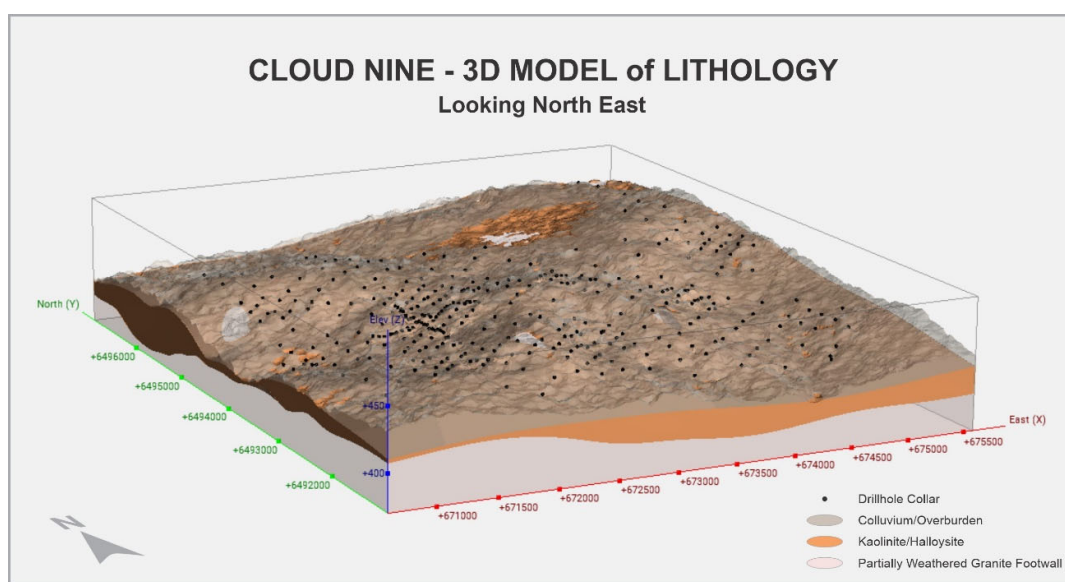 CLOUD NINE - 3D MODEL of LITHOLOGY
Looking North East
North (Y)
Elev (Z)
East (X)
+6496000
+6495000
+6494000
+6493000
+6492000
+450
+400
+671000
+671500
+672000
+672500
+673000
+673500
+674000
+674500
+675000
+675500
N
Drillhole Collar
Colluvium/Overburden
Kaolinite/Halloysite
Partially Weathered Granite Footwall